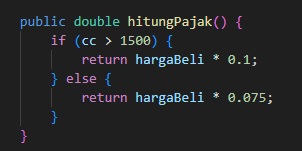 public double hitungPajak() {
    if (cc > 1500) {
        return hargaBeli * 0.1;
    } else {
        return hargaBeli * 0.075;
    }
}